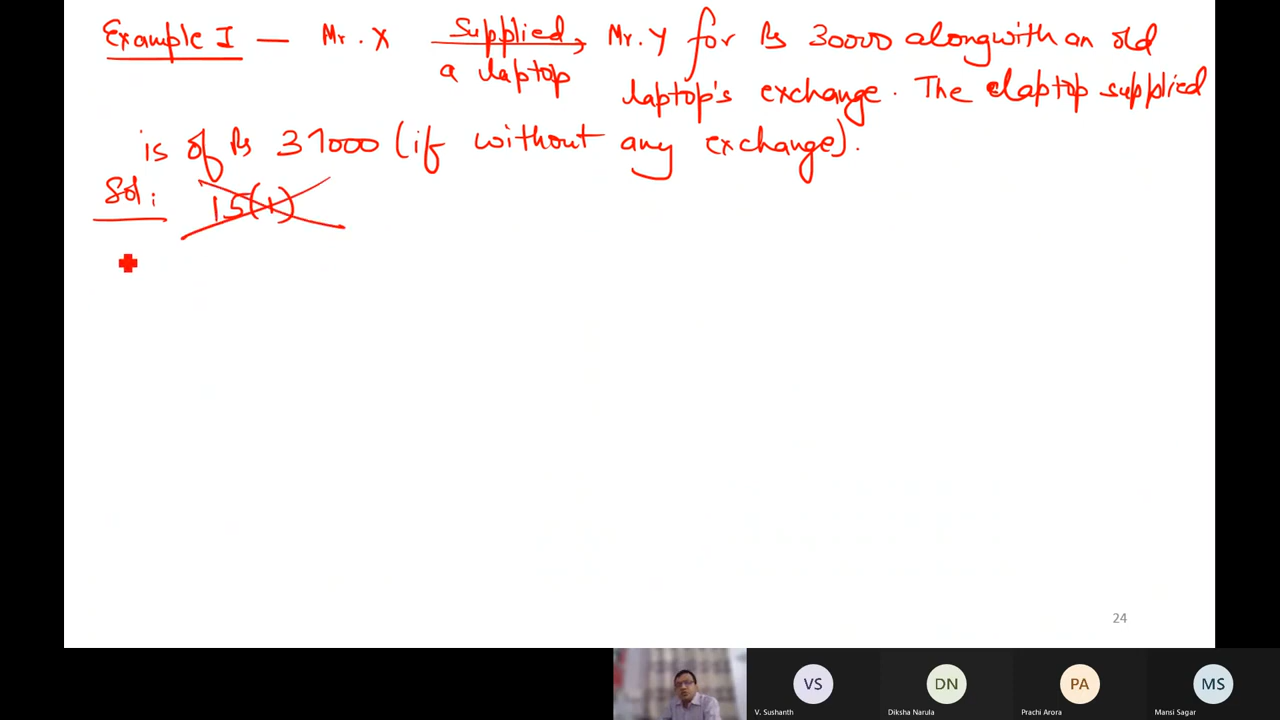 Example I — Mr. X supplied a laptop → Mr. Y for Rs 30000 alongwith an old
laptop's exchange. The laptop supplied
is of Rs 37000 (if without any exchange).
Sol: 15(1)
24
VS DN PA MS
V. Sushanth Diksha Narula Prachi Arora Mansi Sagar